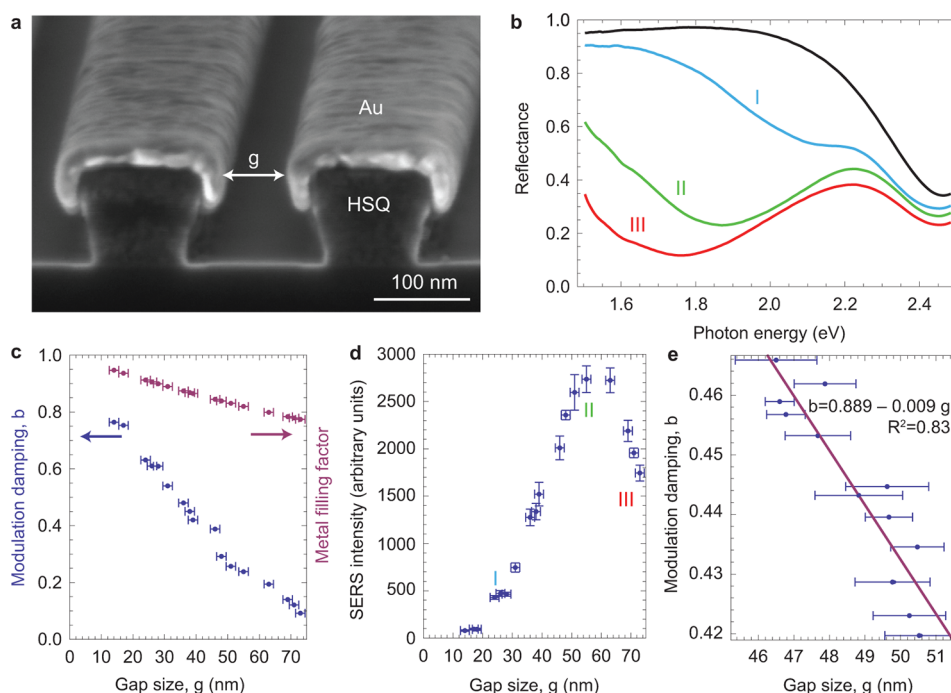 a
Au
g
HSQ
100 nm
b
1.0
0.8
0.6
0.4
0.2
0.0
Reflectance
I
II
III
1.6
1.8
2.0
2.2
2.4
Photon energy (eV)
c
1.0
0.8
0.6
0.4
0.2
0.0
Modulation damping, b
Metal filling factor
0 10 20 30 40 50 60 70
Gap size, g (nm)
d
3000
2500
2000
1500
1000
500
0
SERS intensity (arbitrary units)
I
II
III
0 10 20 30 40 50 60 70
Gap size, g (nm)
e
0.46
0.45
0.44
0.43
0.42
Modulation damping, b
b=0.889 – 0.009 g
R²=0.83
46 47 48 49 50 51
Gap size, g (nm)